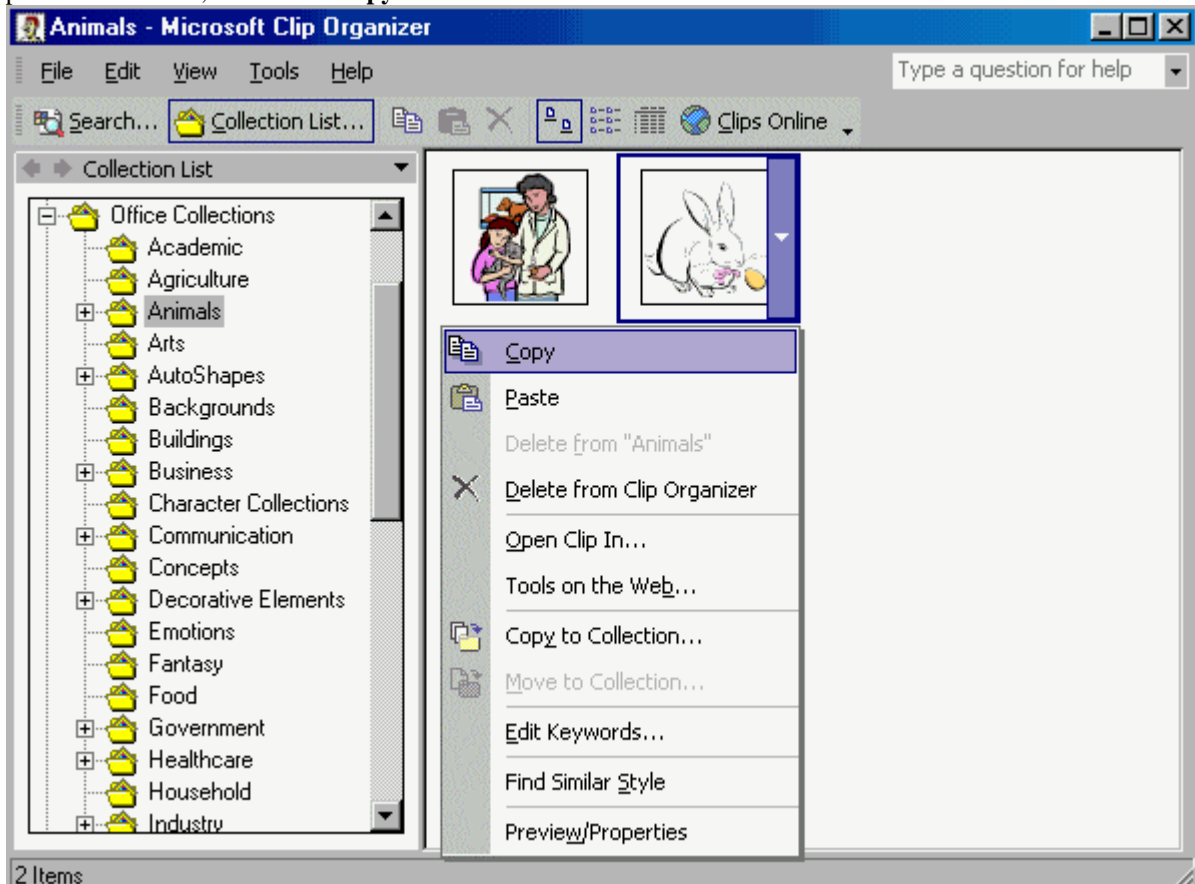 Animals - Microsoft Clip Organizer
File Edit View Tools Help Type a question for help
Search... Collection List... Clips Online
Collection List
Office Collections
Academic
Agriculture
Animals
Arts
AutoShapes
Backgrounds
Buildings
Business
Character Collections
Communication
Concepts
Decorative Elements
Emotions
Fantasy
Food
Government
Healthcare
Household
Industry
Copy
Paste
Delete from "Animals"
Delete from Clip Organizer
Open Clip In...
Tools on the Web...
Copy to Collection...
Move to Collection...
Edit Keywords...
Find Similar Style
Preview/Properties
2 Items